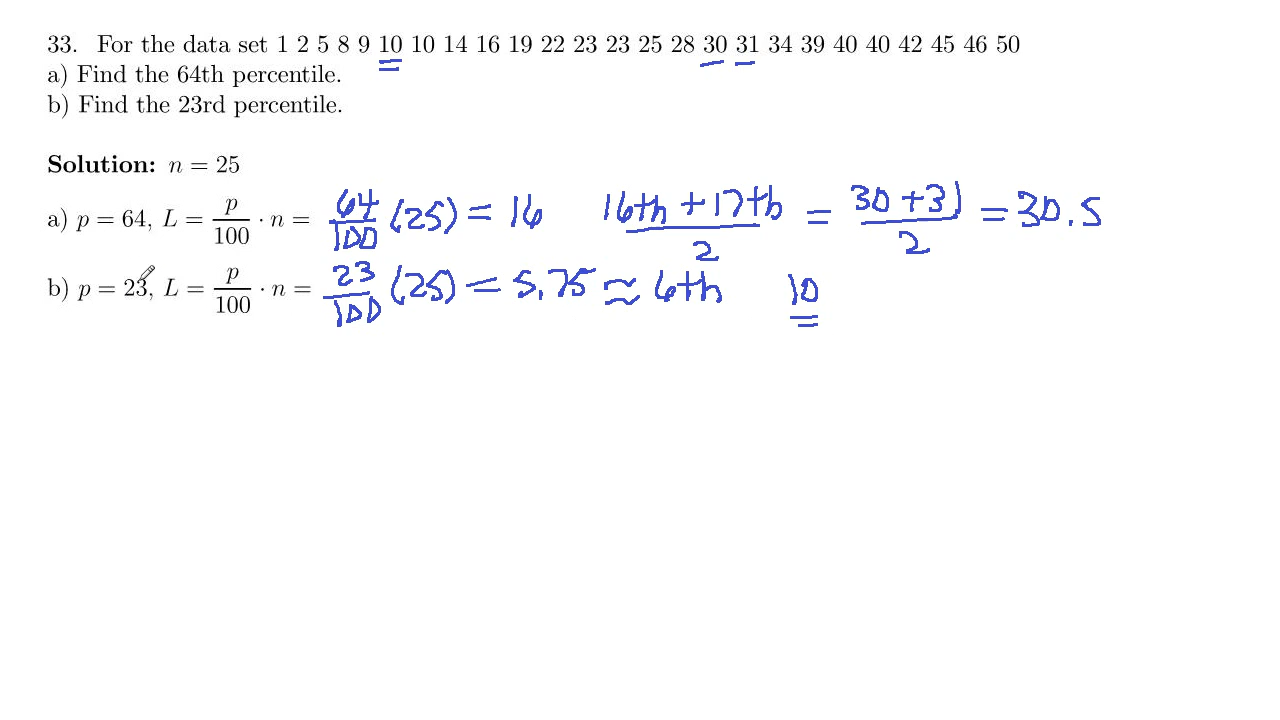 33. For the data set 1 2 5 8 9 10 10 14 16 19 22 23 23 25 28 30 31 34 39 40 40 42 45 46 50
a) Find the 64th percentile.
b) Find the 23rd percentile.
Solution: n = 25
a) p = 64, L = p/100 · n = 64/100 (25) = 16 16th + 17th/2 = 30 + 31/2 = 30.5
b) p = 23, L = p/100 · n = 23/100 (25) = 5.75 ≈ 6th 10